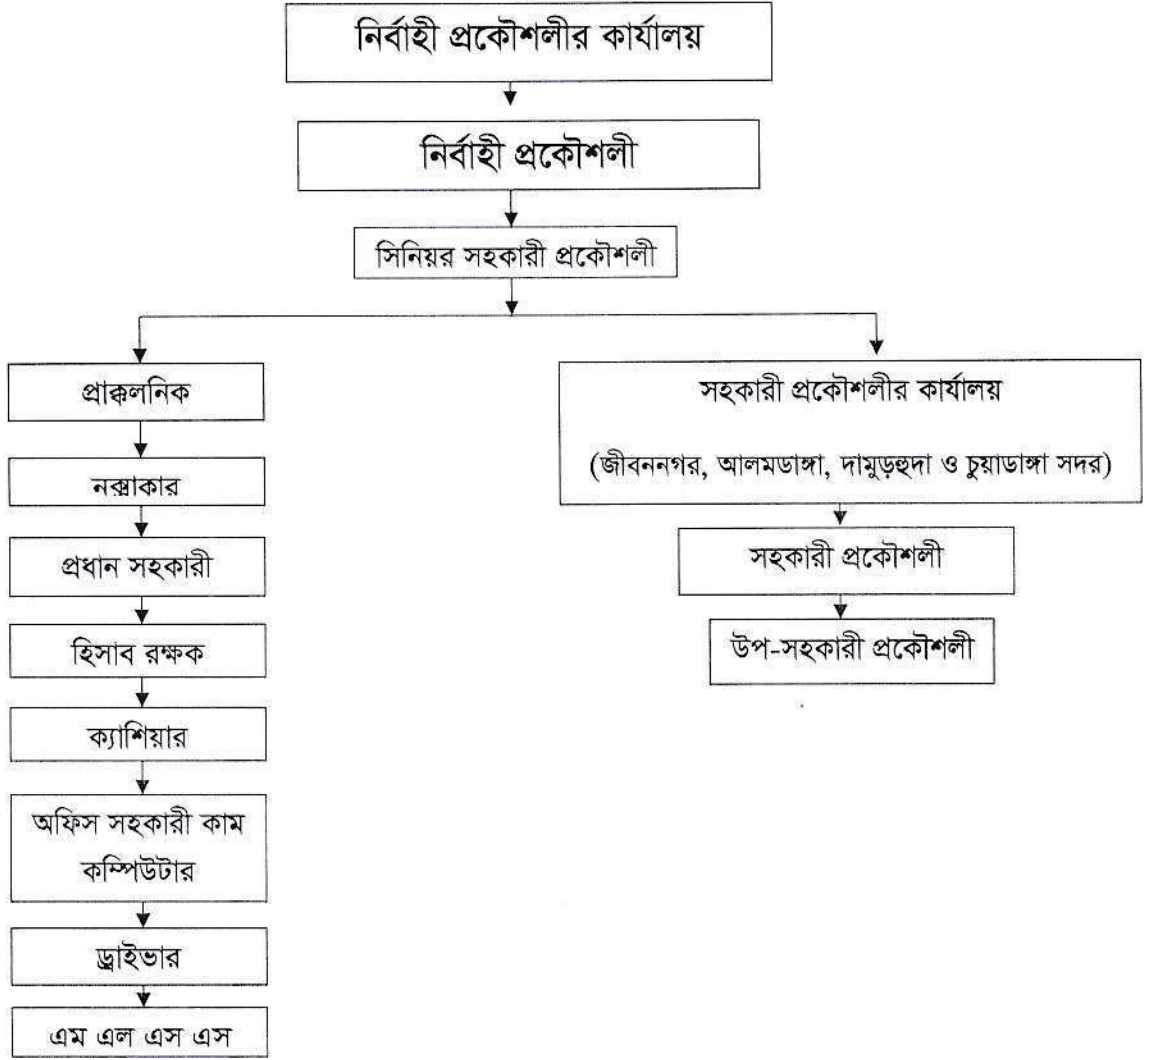 নির্বাহী প্রকৌশলীর কার্যালয়
নির্বাহী প্রকৌশলী
সিনিয়র সহকারী প্রকৌশলী
প্রাক্কলনিক
নক্সাকার
প্রধান সহকারী
হিসাব রক্ষক
ক্যাশিয়ার
অফিস সহকারী কাম
কম্পিউটার
ড্রাইভার
এম এল এস এস
সহকারী প্রকৌশলীর কার্যালয়
(জীবননগর, আলমডাঙ্গা, দামুড়হুদা ও চুয়াডাঙ্গা সদর)
সহকারী প্রকৌশলী
উপ-সহকারী প্রকৌশলী